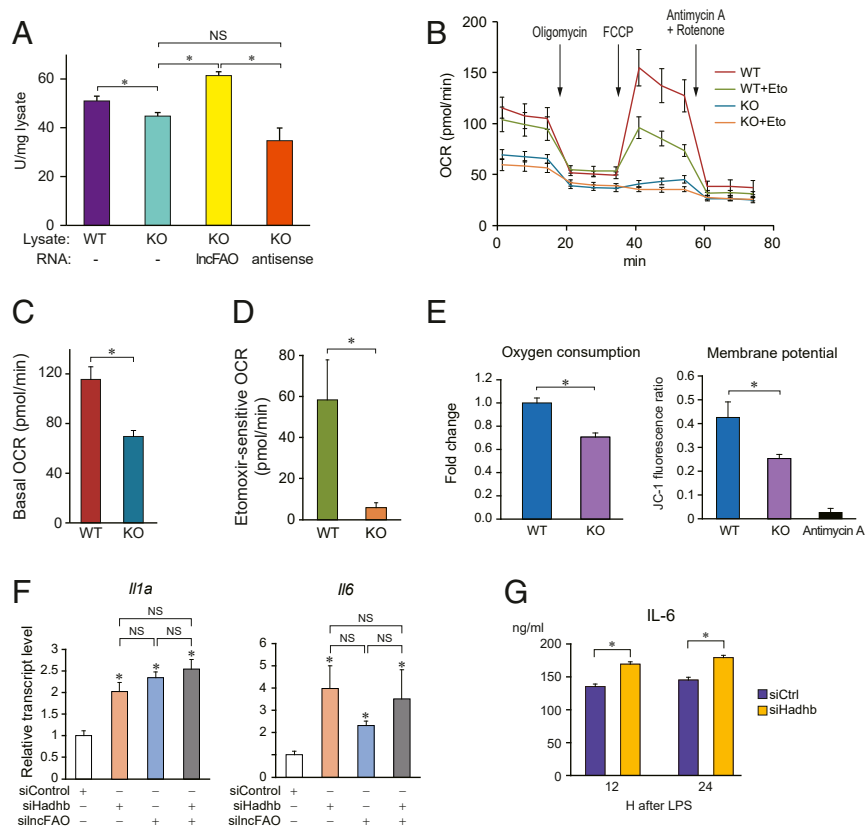 A
NS
* * *
U/mg lysate
60
40
20
0
Lysate: WT KO KO KO
RNA: - - lncFAO antisense
B
Oligomycin FCCP Antimycin A
+ Rotenone
WT
WT+Eto
KO
KO+Eto
OCR (pmol/min)
200
150
100
50
0
0 20 40 60 80
min
C
*
Basal OCR (pmol/min)
120
80
40
0
WT KO
D
*
Etomoxir-sensitive OCR
(pmol/min)
80
60
40
20
0
WT KO
E
Oxygen consumption
*
Fold change
1.2
1.0
0.8
0.6
0.4
0.2
0.0
WT KO
Membrane potential
*
JC-1 fluorescence ratio
0.6
0.5
0.4
0.3
0.2
0.1
0
WT KO Antimycin A
F
Il1a
NS
NS NS
* * *
Relative transcript level
3
2.5
2
1.5
1
0.5
0
siControl + – – –
siHadhb – + – +
silncFAO – – + +
Il6
NS
NS NS
* * *
6
5
4
3
2
1
0
+ – – –
– + – +
– – + +
G
IL-6
ng/ml
* *
200
150
100
50
0
12 24
H after LPS
siCtrl
siHadhb